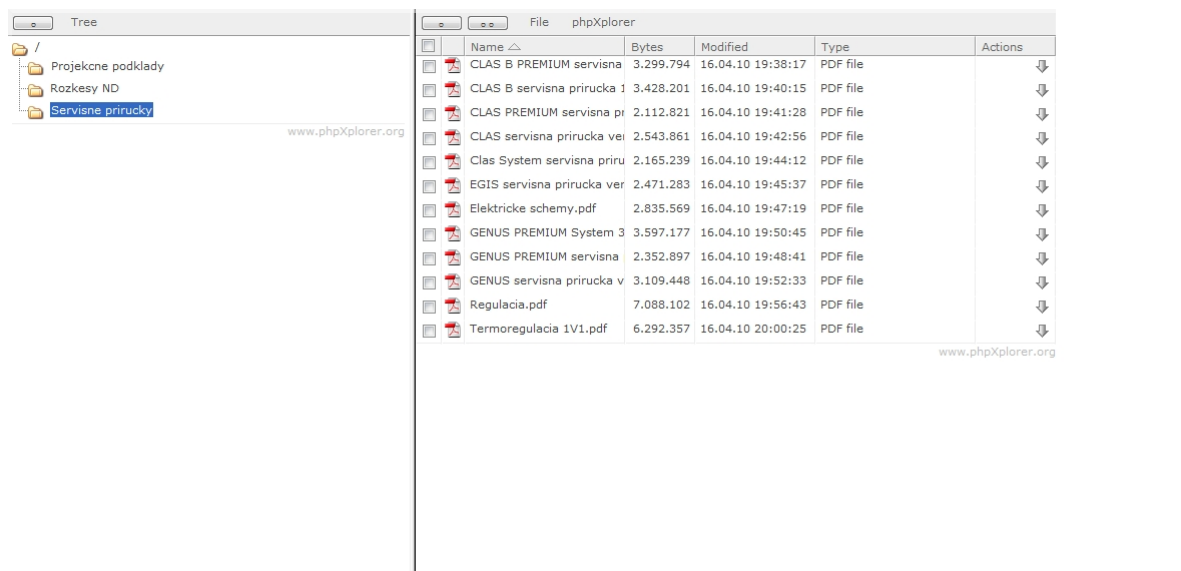 Tree
/
Projekcne podklady
Rozkesy ND
Servisne prirucky
www.phpXplorer.org
File phpXplorer
Name Bytes Modified Type Actions
CLAS B PREMIUM servisna 3.299.794 16.04.10 19:38:17 PDF file
CLAS B servisna prirucka 1 3.428.201 16.04.10 19:40:15 PDF file
CLAS PREMIUM servisna pr 2.112.821 16.04.10 19:41:28 PDF file
CLAS servisna prirucka ver 2.543.861 16.04.10 19:42:56 PDF file
Clas System servisna priru 2.165.239 16.04.10 19:44:12 PDF file
EGIS servisna prirucka ver 2.471.283 16.04.10 19:45:37 PDF file
Elektricke schemy.pdf 2.835.569 16.04.10 19:47:19 PDF file
GENUS PREMIUM System 3 3.597.177 16.04.10 19:50:45 PDF file
GENUS PREMIUM servisna 2.352.897 16.04.10 19:48:41 PDF file
GENUS servisna prirucka v 3.109.448 16.04.10 19:52:33 PDF file
Regulacia.pdf 7.088.102 16.04.10 19:56:43 PDF file
Termoregulacia 1V1.pdf 6.292.357 16.04.10 20:00:25 PDF file
www.phpXplorer.org